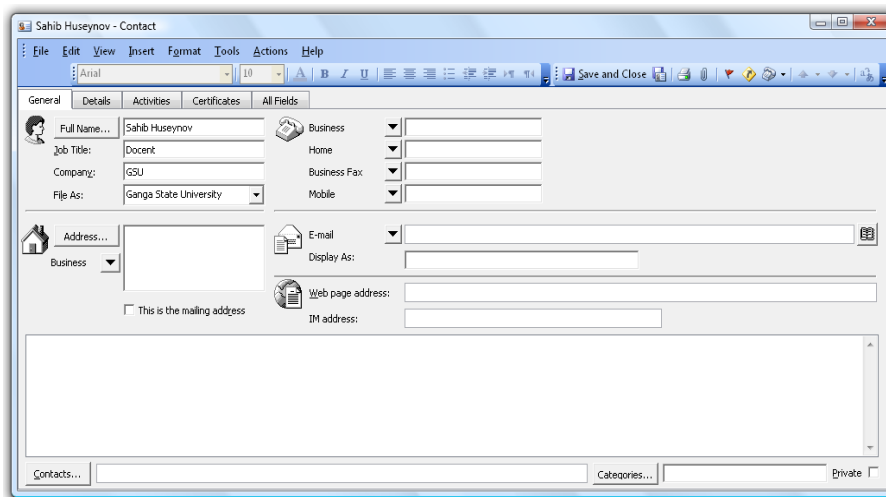 Sahib Huseynov - Contact
File Edit View Insert Format Tools Actions Help
Arial 10 A B I U Save and Close
General Details Activities Certificates All Fields
Full Name... Sahib Huseynov
Job Title: Docent
Company: GSU
File As: Ganga State University
Business
Home
Business Fax
Mobile
Address...
Business
This is the mailing address
E-mail
Display As:
Web page address:
IM address:
Contacts... Categories... Private